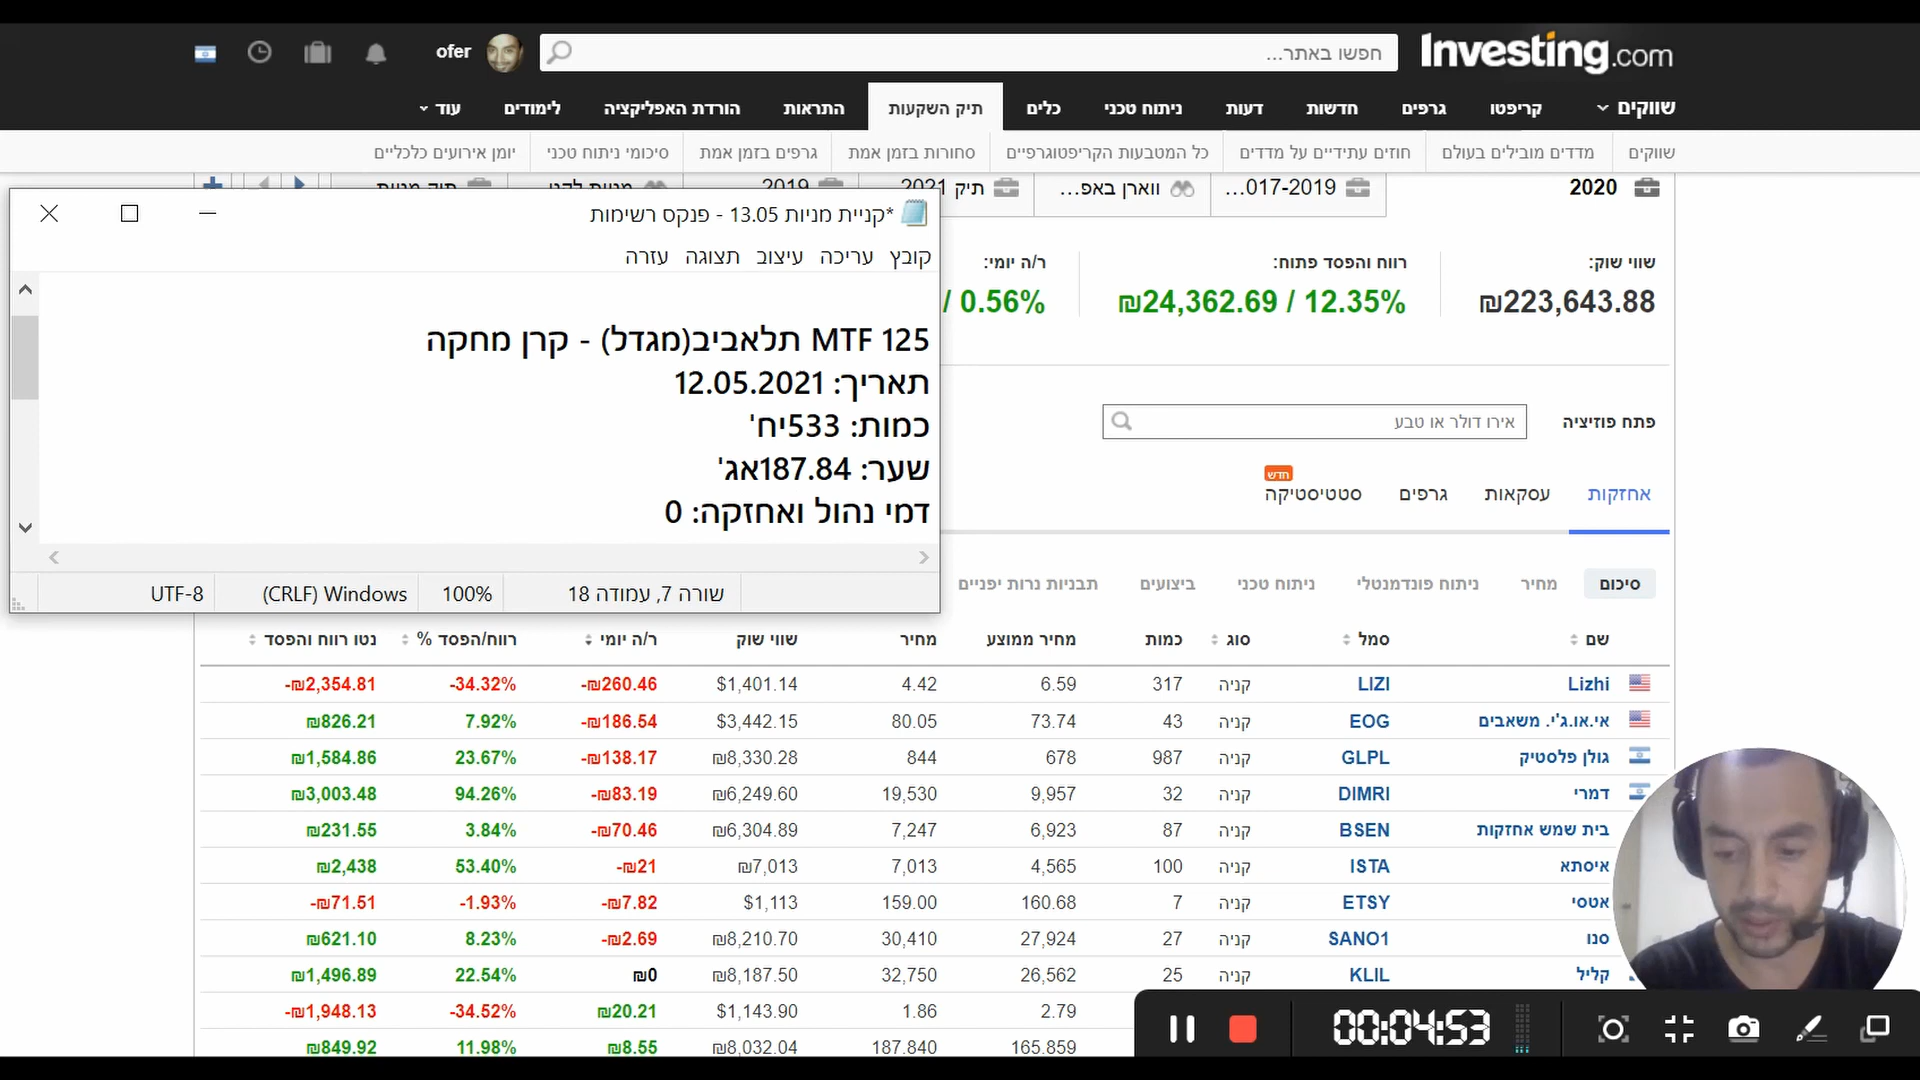 Investing.com
חפשו באתר...
ofer
שווקים קריפטו גרפים חדשות דעות ניתוח טכני כלים תיק השקעות התראות הורדת האפליקציה לימודים עוד
שווקים מדדים מובילים בעולם חוזים עתידיים על מדדים כל המטבעות הקריפטוגרפיים סחורות בזמן אמת גרפים בזמן אמת סיכומי ניתוח טכני יומן אירועים כלכליים
2020 017-2019... ווארן באפ... תיק 2021 2019 מניות לקני תיק מניות
*קניית מניות 13.05 - פנקס רשימות
קובץ עריכה עיצוב תצוגה עזרה
MTF 125 תלאביב(מגדל) - קרן מחקה
תאריך: 12.05.2021
כמות: 533יח'
שער: 187.84אג'
דמי נהול ואחזקה: 0
שורה 7, עמודה 18 100% Windows (CRLF) UTF-8
שווי שוק: רווח והפסד פתוח: ר/ה יומי:
₪223,643.88 ₪24,362.69 / 12.35% / 0.56%
פתח פוזיציה אירו דולר או טבע
חדש
אחזקות עסקאות גרפים סטטיסטיקה
סיכום מחיר ניתוח פונדמנטלי ניתוח טכני ביצועים תבניות נרות יפניים
שם סמל סוג כמות מחיר ממוצע מחיר שווי שוק ר/ה יומי רווח/הפסד % נטו רווח והפסד
Lizhi LIZI קניה 317 6.59 4.42 $1,401.14 -₪260.46 -34.32% -₪2,354.81
אי.או.ג'י. משאבים EOG קניה 43 73.74 80.05 $3,442.15 -₪186.54 7.92% ₪826.21
גולן פלסטיק GLPL קניה 987 678 844 ₪8,330.28 -₪138.17 23.67% ₪1,584.86
דמרי DIMRI קניה 32 9,957 19,530 ₪6,249.60 -₪83.19 94.26% ₪3,003.48
בית שמש אחזקות BSEN קניה 87 6,923 7,247 ₪6,304.89 -₪70.46 3.84% ₪231.55
איסתא ISTA קניה 100 4,565 7,013 ₪7,013 -₪21 53.40% ₪2,438
אטסי ETSY קניה 7 160.68 159.00 $1,113 -₪7.82 -1.93% -₪71.51
סנו SANO1 קניה 27 27,924 30,410 ₪8,210.70 -₪2.69 8.23% ₪621.10
קליל KLIL קניה 25 26,562 32,750 ₪8,187.50 ₪0 22.54% ₪1,496.89
2.79 1.86 $1,143.90 ₪20.21 -34.52% -₪1,948.13
165.859 187.840 ₪8,032.04 ₪8.55 11.98% ₪849.92
00:04:53